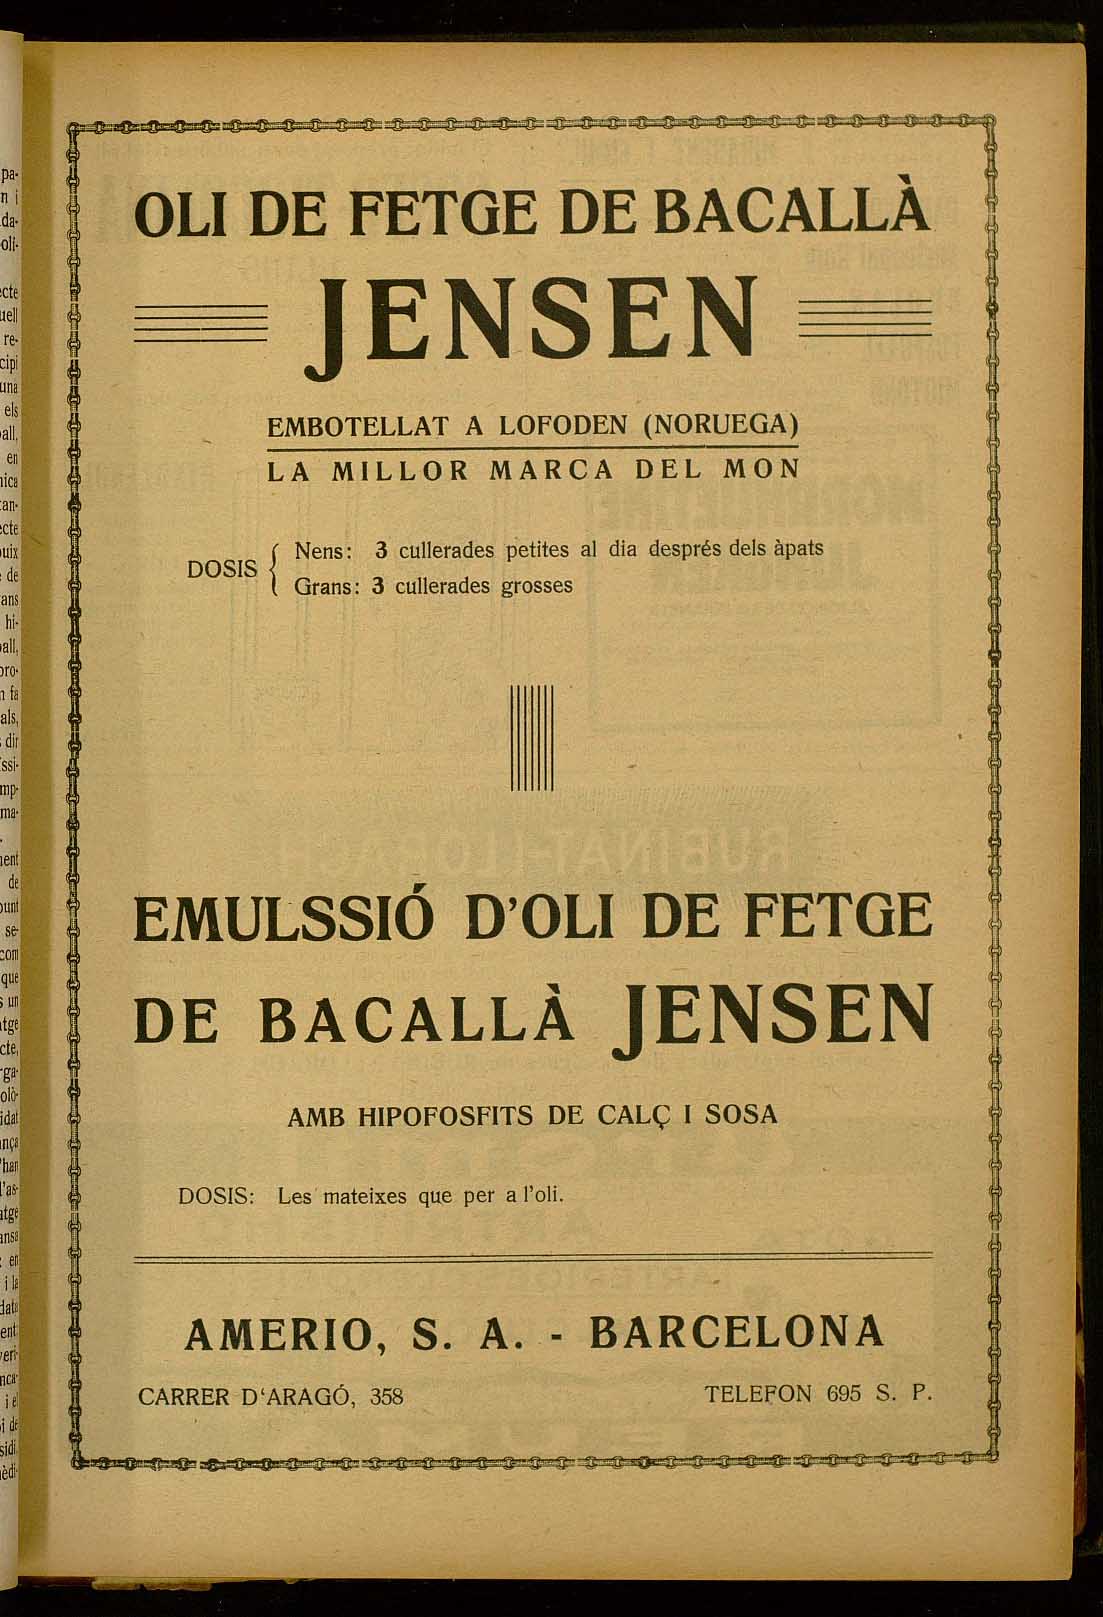 OLI DE FETGE DE BACALLÀ
JENSEN
EMBOTELLAT A LOFODEN (NORUEGA)
LA MILLOR MARCA DEL MON
DOSIS { Nens: 3 cullerades petites al dia després dels àpats
Grans: 3 cullerades grosses
EMULSSIÓ D'OLI DE FETGE
DE BACALLÀ JENSEN
AMB HIPOFOSFITS DE CALÇ I SOSA
DOSIS: Les mateixes que per a l'oli.
AMERIO, S. A. - BARCELONA
CARRER D'ARAGÓ, 358
TELEFON 695 S. P.